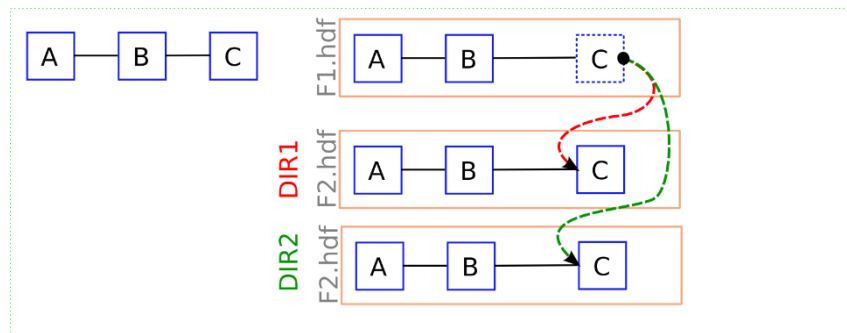 A B C
F1.hdf
A B C
DIR1
F2.hdf
A B C
DIR2
F2.hdf
A B C